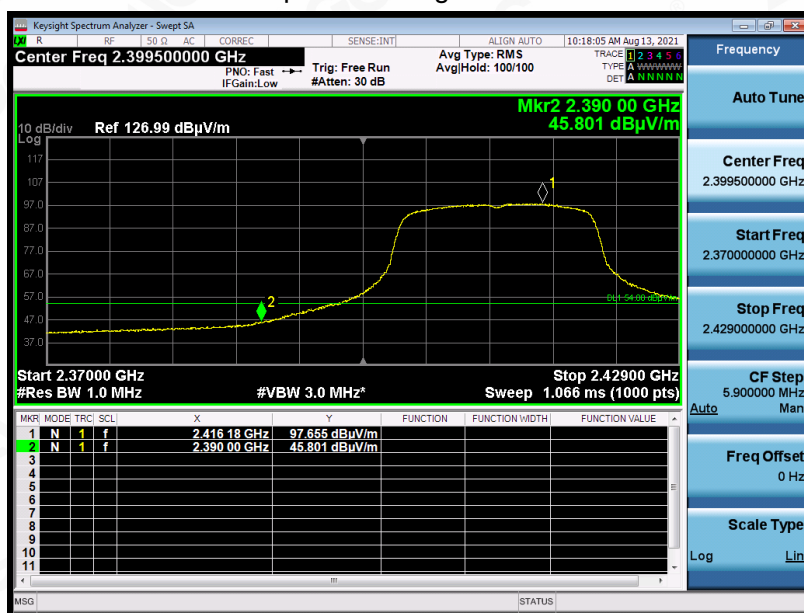 Keysight Spectrum Analyzer - Swept SA
LXI R RF 50 Ω AC CORREC SENSE:INT ALIGN AUTO 10:18:05 AM Aug 13, 2021
Center Freq 2.399500000 GHz
PNO: Fast
IFGain:Low
Trig: Free Run
#Atten: 30 dB
Avg Type: RMS
Avg|Hold: 100/100
TRACE 1 2 3 4 5 6
TYPE A WWWWW
DET A N N N N N
Mkr2 2.390 00 GHz
45.801 dBµV/m
10 dB/div Ref 126.99 dBµV/m
Log
117
107
97.0
87.0
77.0
67.0
57.0
47.0
37.0
1
2
DL1 54.00 dBµV/m
Start 2.37000 GHz Stop 2.42900 GHz
#Res BW 1.0 MHz #VBW 3.0 MHz* Sweep 1.066 ms (1000 pts)
MKR MODE TRC SCL X Y FUNCTION FUNCTION WIDTH FUNCTION VALUE
1 N 1 f 2.416 18 GHz 97.655 dBµV/m
2 N 1 f 2.390 00 GHz 45.801 dBµV/m
3
4
5
6
7
8
9
10
11
MSG STATUS
Frequency
Auto Tune
Center Freq
2.399500000 GHz
Start Freq
2.370000000 GHz
Stop Freq
2.429000000 GHz
CF Step
5.900000 MHz
Auto Man
Freq Offset
0 Hz
Scale Type
Log Lin